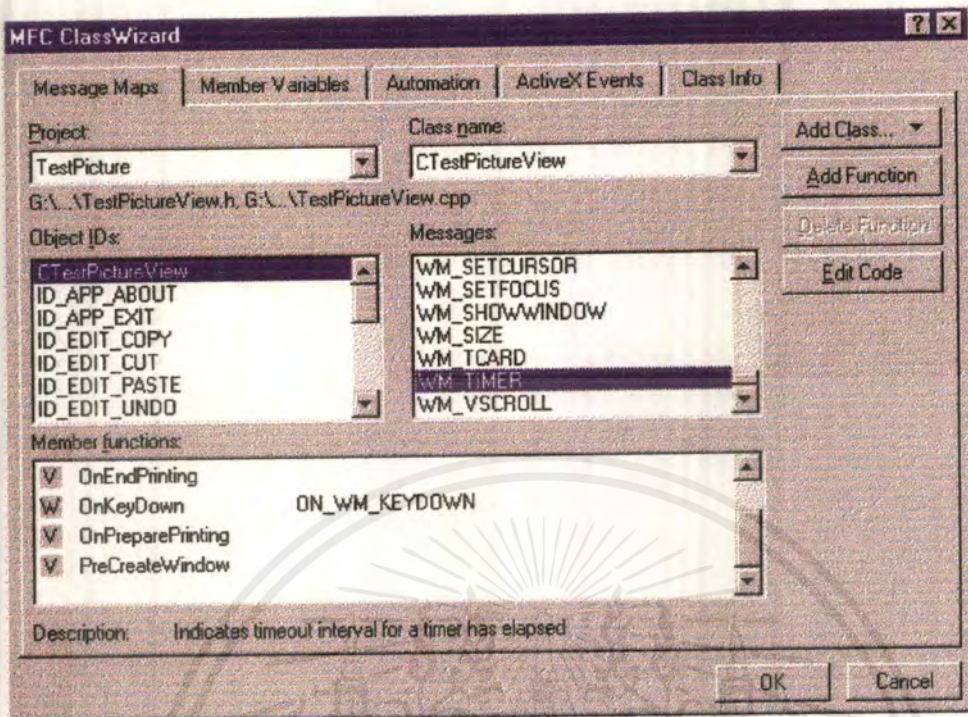 MFC ClassWizard
Message Maps
Member Variables
Automation
ActiveX Events
Class Info
Project:
Class name:
Add Class...
TestPicture
CTestPictureView
Add Function
G:\...\TestPictureView.h, G:\...\TestPictureView.cpp
Delete Function
Object IDs:
Messages:
Edit Code
CTestPictureView
ID_APP_ABOUT
ID_APP_EXIT
ID_EDIT_COPY
ID_EDIT_CUT
ID_EDIT_PASTE
ID_EDIT_UNDO
WM_SETCURSOR
WM_SETFOCUS
WM_SHOWWINDOW
WM_SIZE
WM_TCARD
WM_TIMER
WM_VSCROLL
Member functions:
V OnEndPrinting
W OnKeyDown ON_WM_KEYDOWN
V OnPreparePrinting
V PreCreateWindow
Description: Indicates timeout interval for a timer has elapsed
OK
Cancel